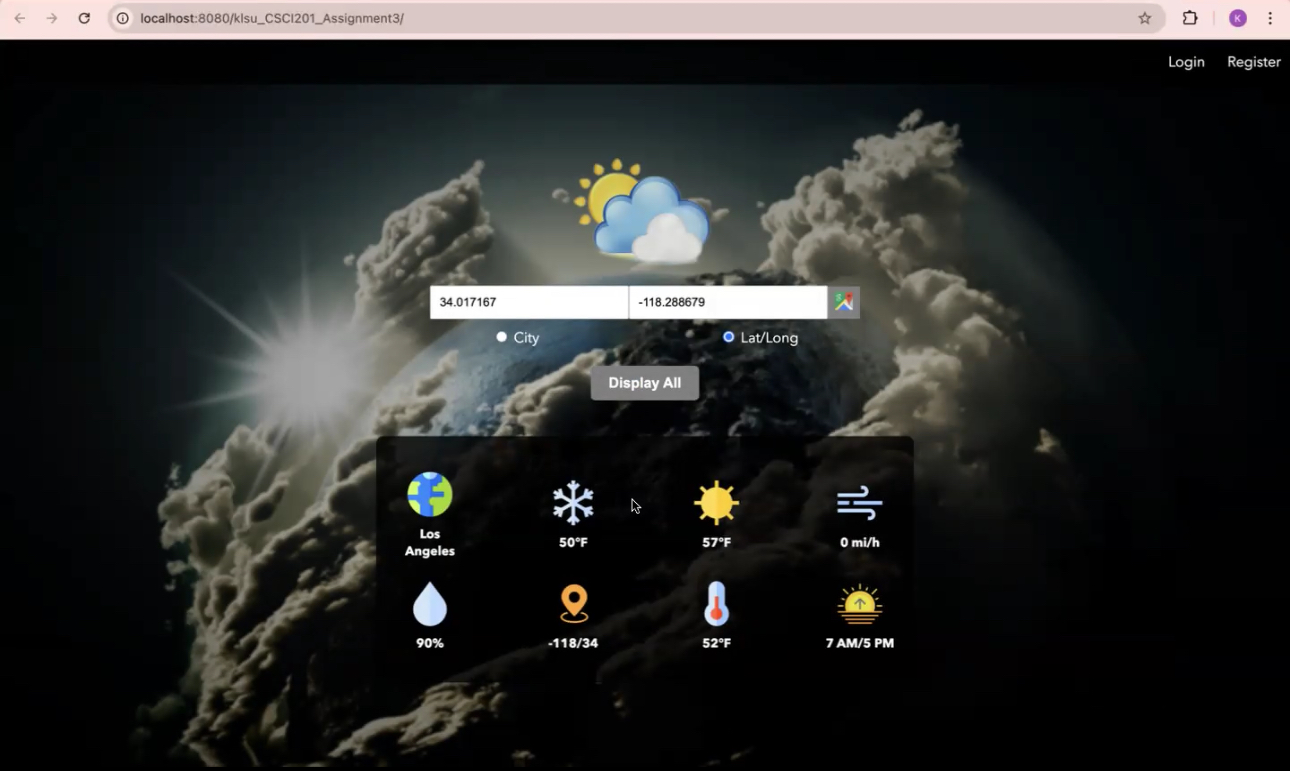 localhost:8080/klsu_CSCI201_Assignment3/
K
Login Register
34.017167 -118.288679
City Lat/Long
Display All
Los
Angeles
50°F 57°F 0 mi/h
90% -118/34 52°F 7 AM/5 PM